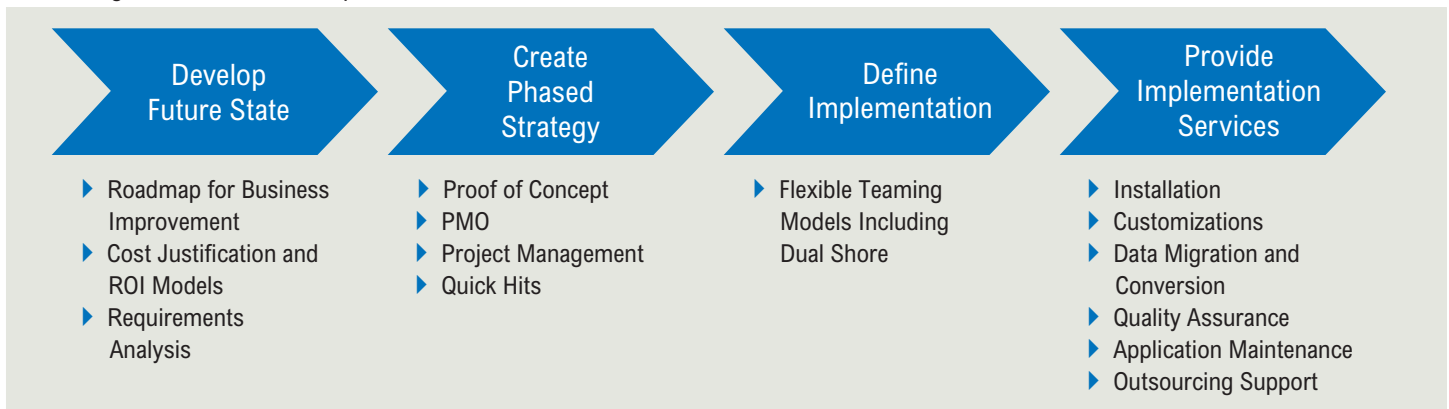 Develop
Future State
Create
Phased
Strategy
Define
Implementation
Provide
Implementation
Services
Roadmap for Business
Improvement
Cost Justification and
ROI Models
Requirements
Analysis
Proof of Concept
PMO
Project Management
Quick Hits
Flexible Teaming
Models Including
Dual Shore
Installation
Customizations
Data Migration and
Conversion
Quality Assurance
Application Maintenance
Outsourcing Support